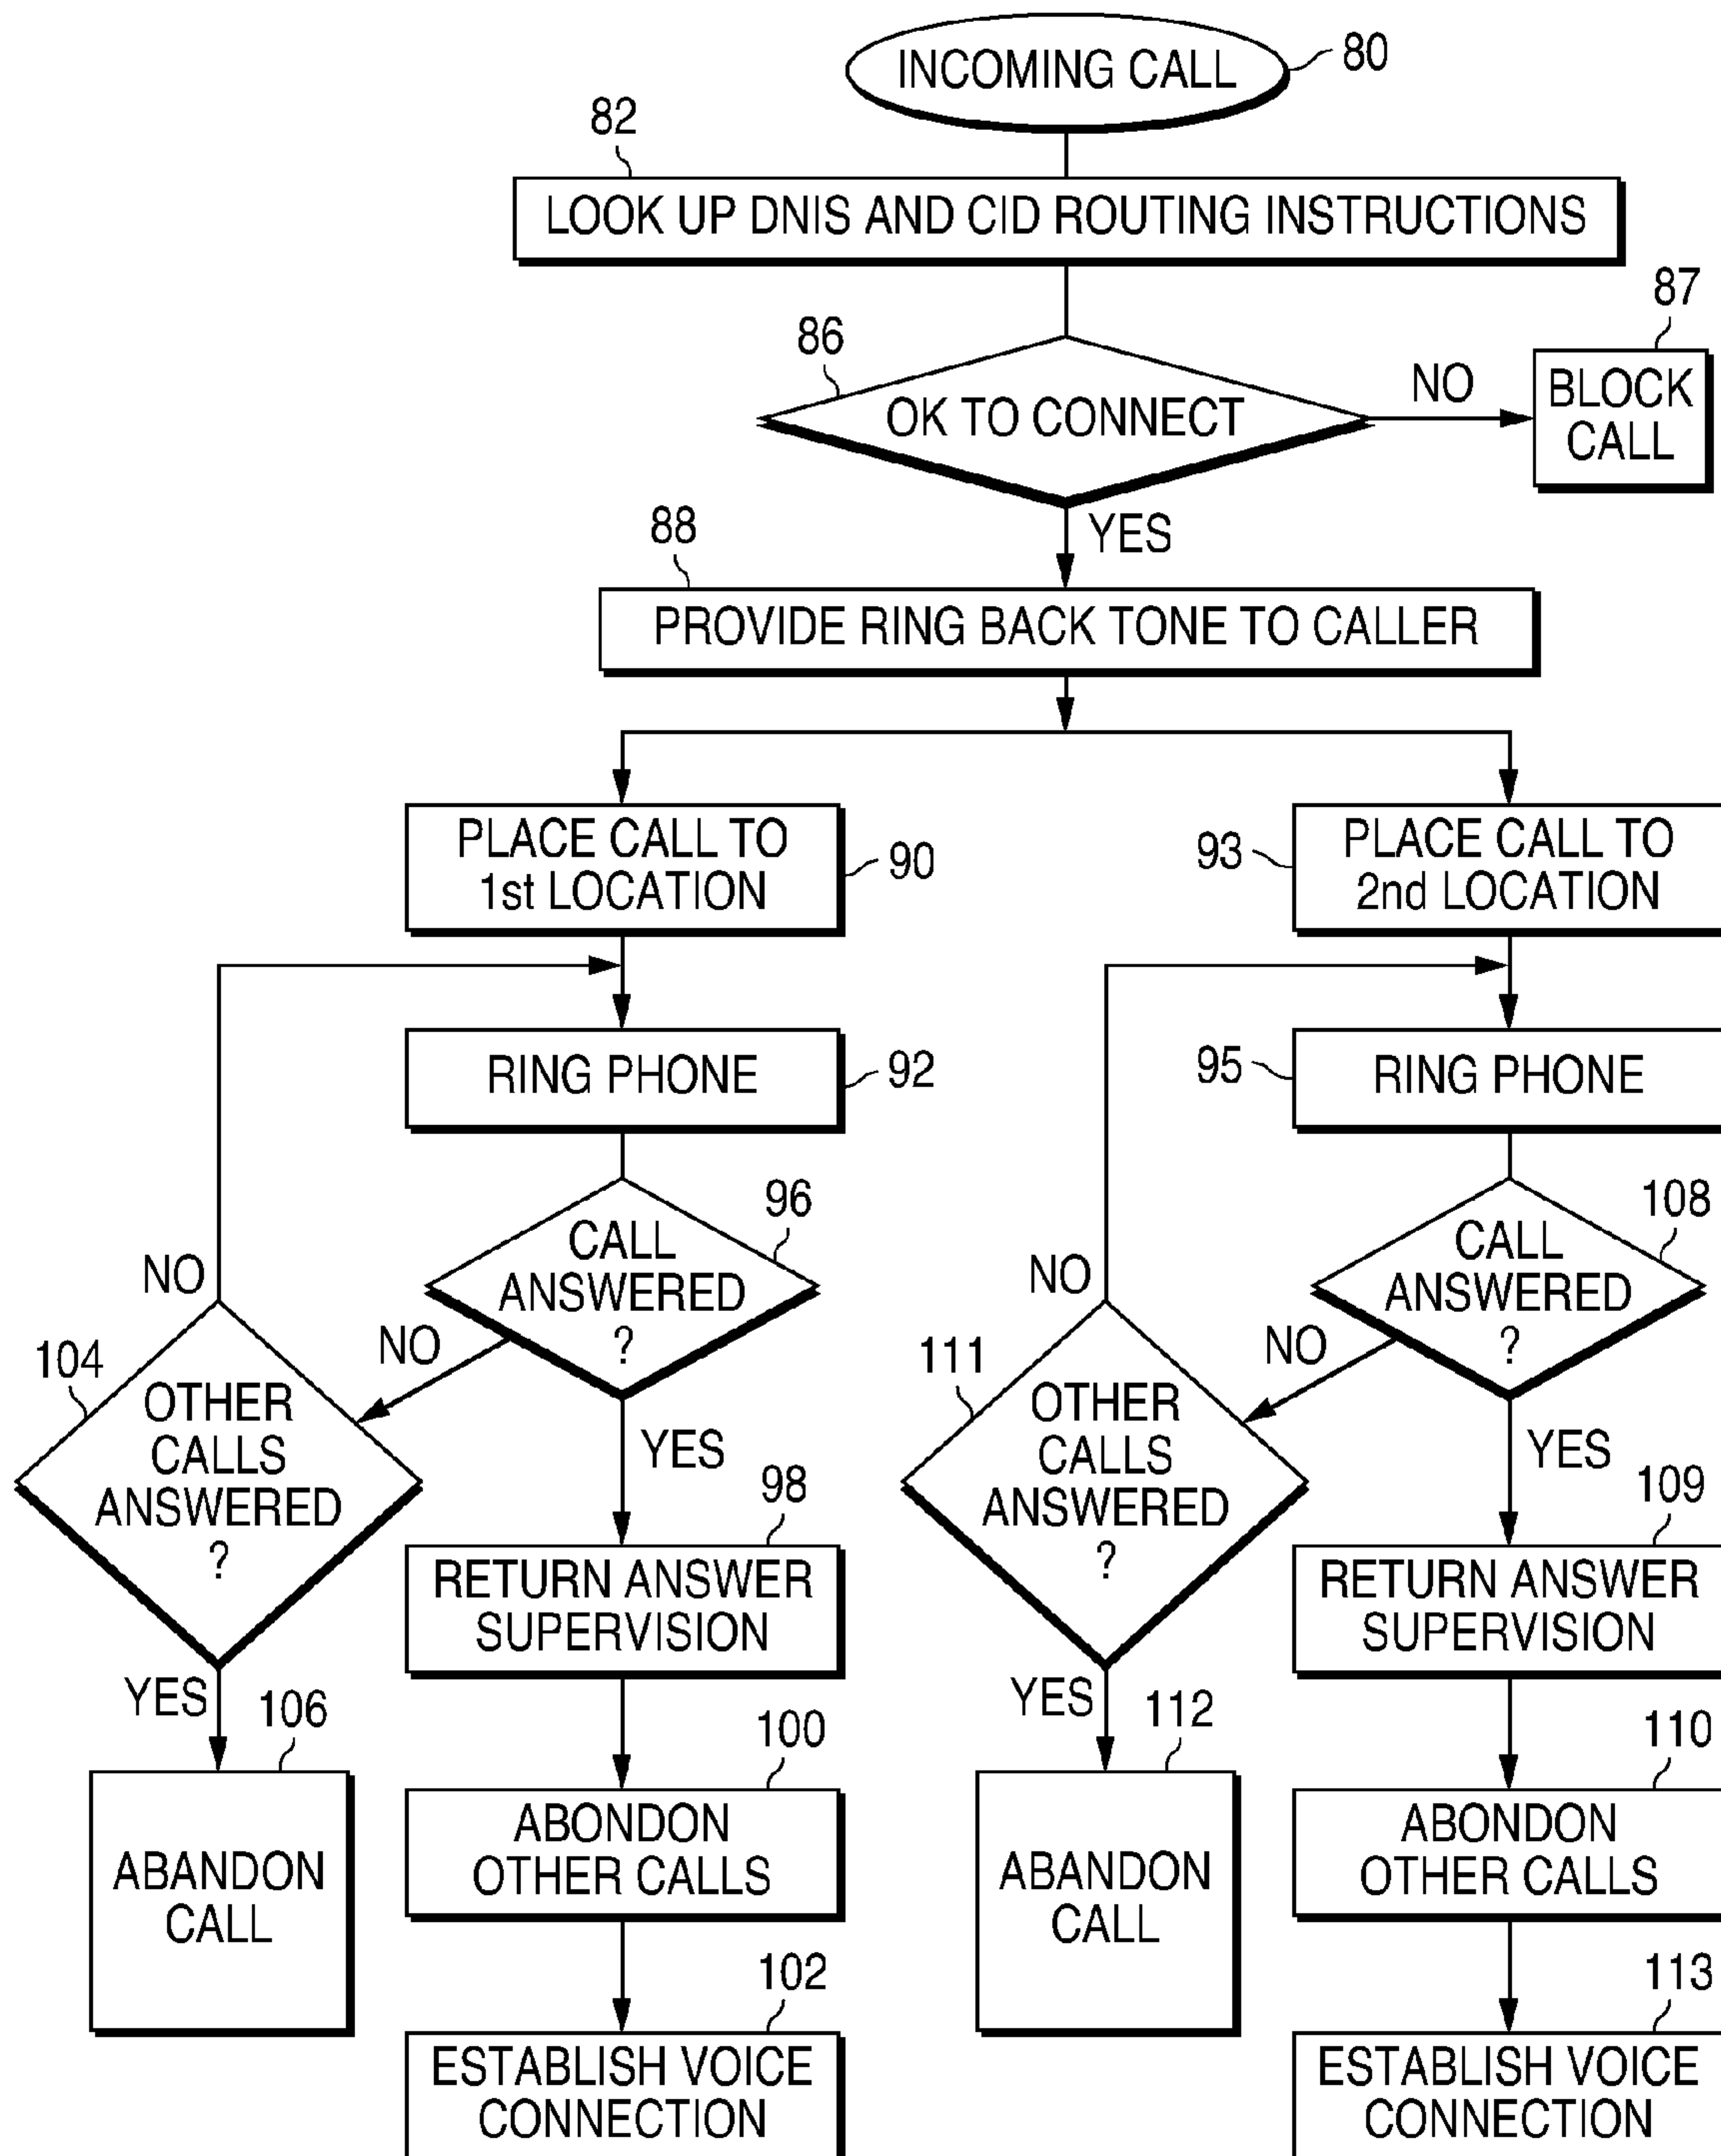 INCOMING CALL
80
82
LOOK UP DNIS AND CID ROUTING INSTRUCTIONS
87
86
OK TO CONNECT
NO
BLOCK
CALL
YES
88
PROVIDE RING BACK TONE TO CALLER
PLACE CALL TO
1st LOCATION
90
93
PLACE CALL TO
2nd LOCATION
RING PHONE
92
95
RING PHONE
96
CALL
ANSWERED
?
NO
YES
NO
104
OTHER
CALLS
ANSWERED
?
YES
98
RETURN ANSWER
SUPERVISION
106
ABANDON
CALL
100
ABONDON
OTHER CALLS
102
ESTABLISH VOICE
CONNECTION
108
CALL
ANSWERED
?
NO
YES
NO
111
OTHER
CALLS
ANSWERED
?
YES
109
RETURN ANSWER
SUPERVISION
112
ABANDON
CALL
110
ABONDON
OTHER CALLS
113
ESTABLISH VOICE
CONNECTION